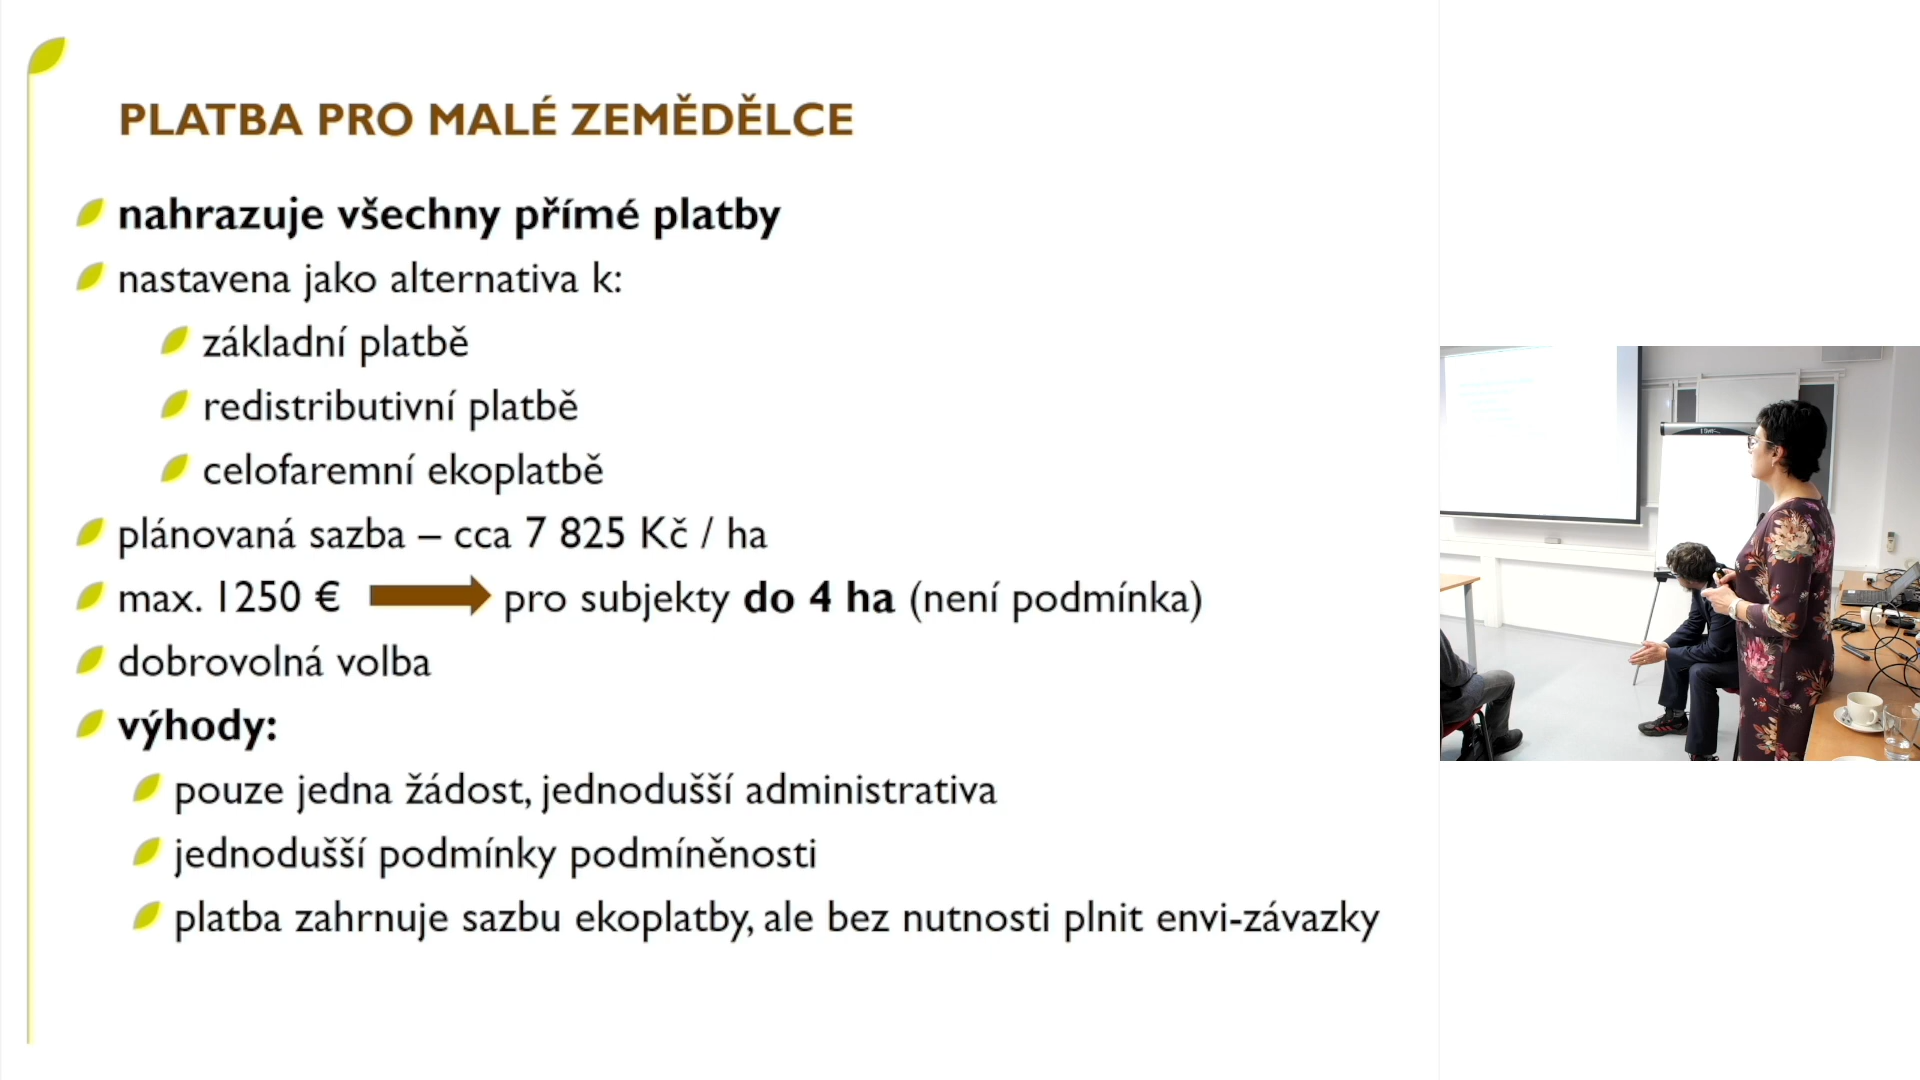 PLATBA PRO MALÉ ZEMĚDĚLCE
nahrazuje všechny přímé platby
nastavena jako alternativa k:
základní platbě
redistributivní platbě
celofaremní ekoplatbě
plánovaná sazba – cca 7 825 Kč / ha
max. 1250 € pro subjekty do 4 ha (není podmínka)
dobrovolná volba
výhody:
pouze jedna žádost, jednodušší administrativa
jednodušší podmínky podmíněnosti
platba zahrnuje sazbu ekoplatby, ale bez nutnosti plnit envi-závazky